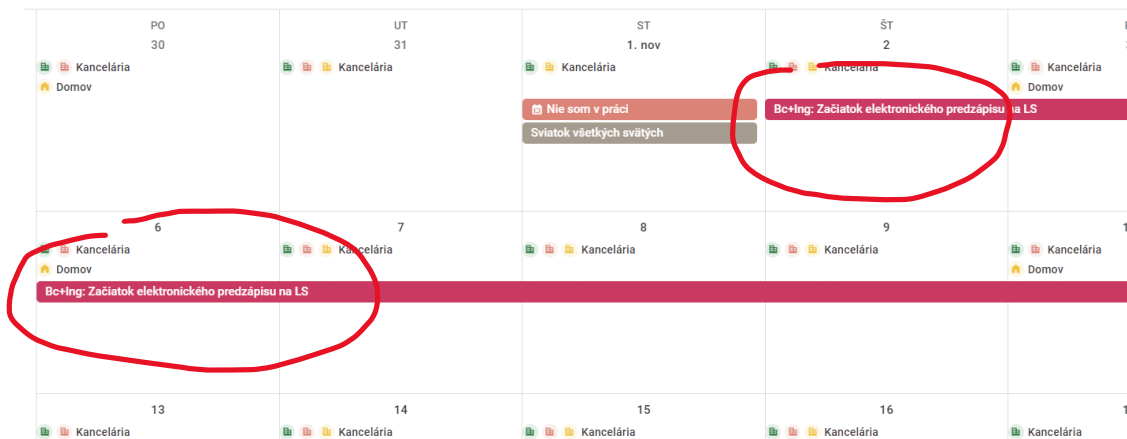 PO UT ST ŠT
30 31 1. nov 2
Kancelária Kancelária Kancelária Kancelária Kancelária
Domov Domov
Nie som v práci Bc+Ing: Začiatok elektronického predzápisu na LS
Sviatok všetkých svätých
6 7 8 9
Kancelária Kancelária Kancelária Kancelária Kancelária
Domov Domov
Bc+Ing: Začiatok elektronického predzápisu na LS
13 14 15 16
Kancelária Kancelária Kancelária Kancelária Kancelária